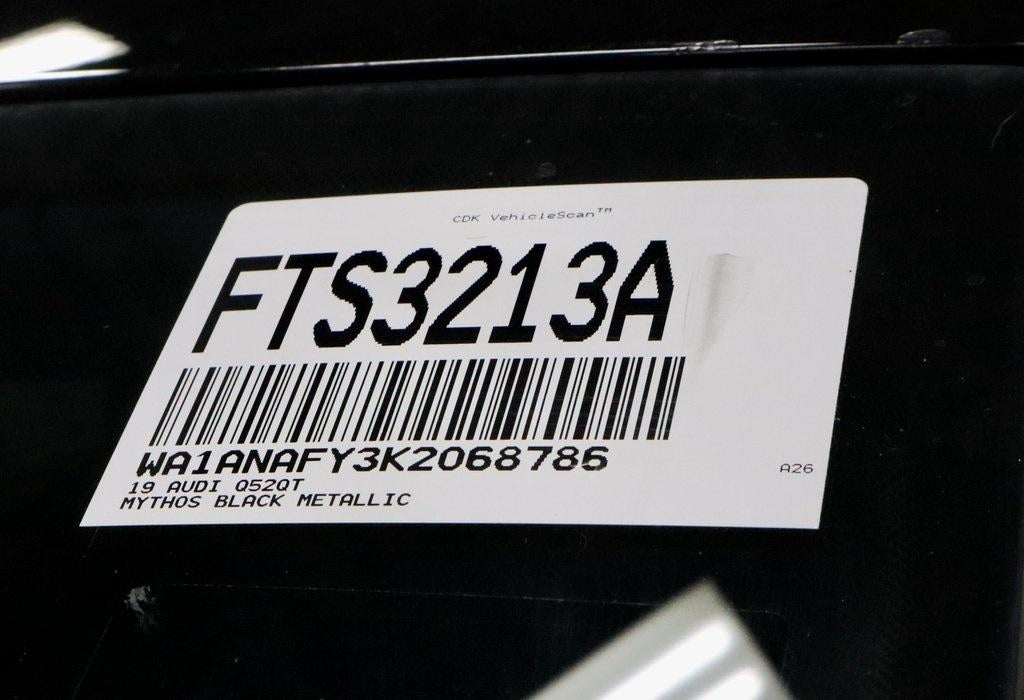 CDK VehicleScan™
FTS3213A
WA1ANAFY3K2068786
19 AUDI Q52QT
MYTHOS BLACK METALLIC
A26